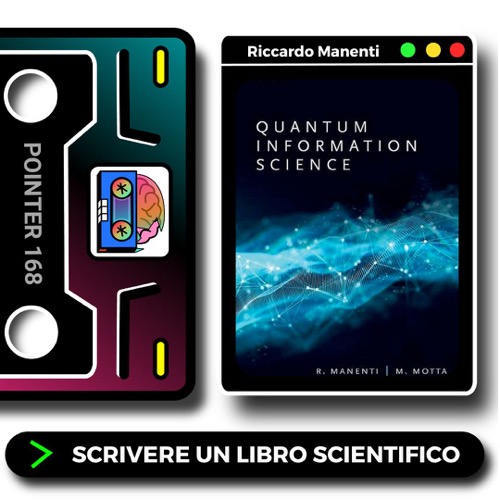 POINTER 168
Riccardo Manenti
QUANTUM
INFORMATION
SCIENCE
R. MANENTI | M. MOTTA
SCRIVERE UN LIBRO SCIENTIFICO